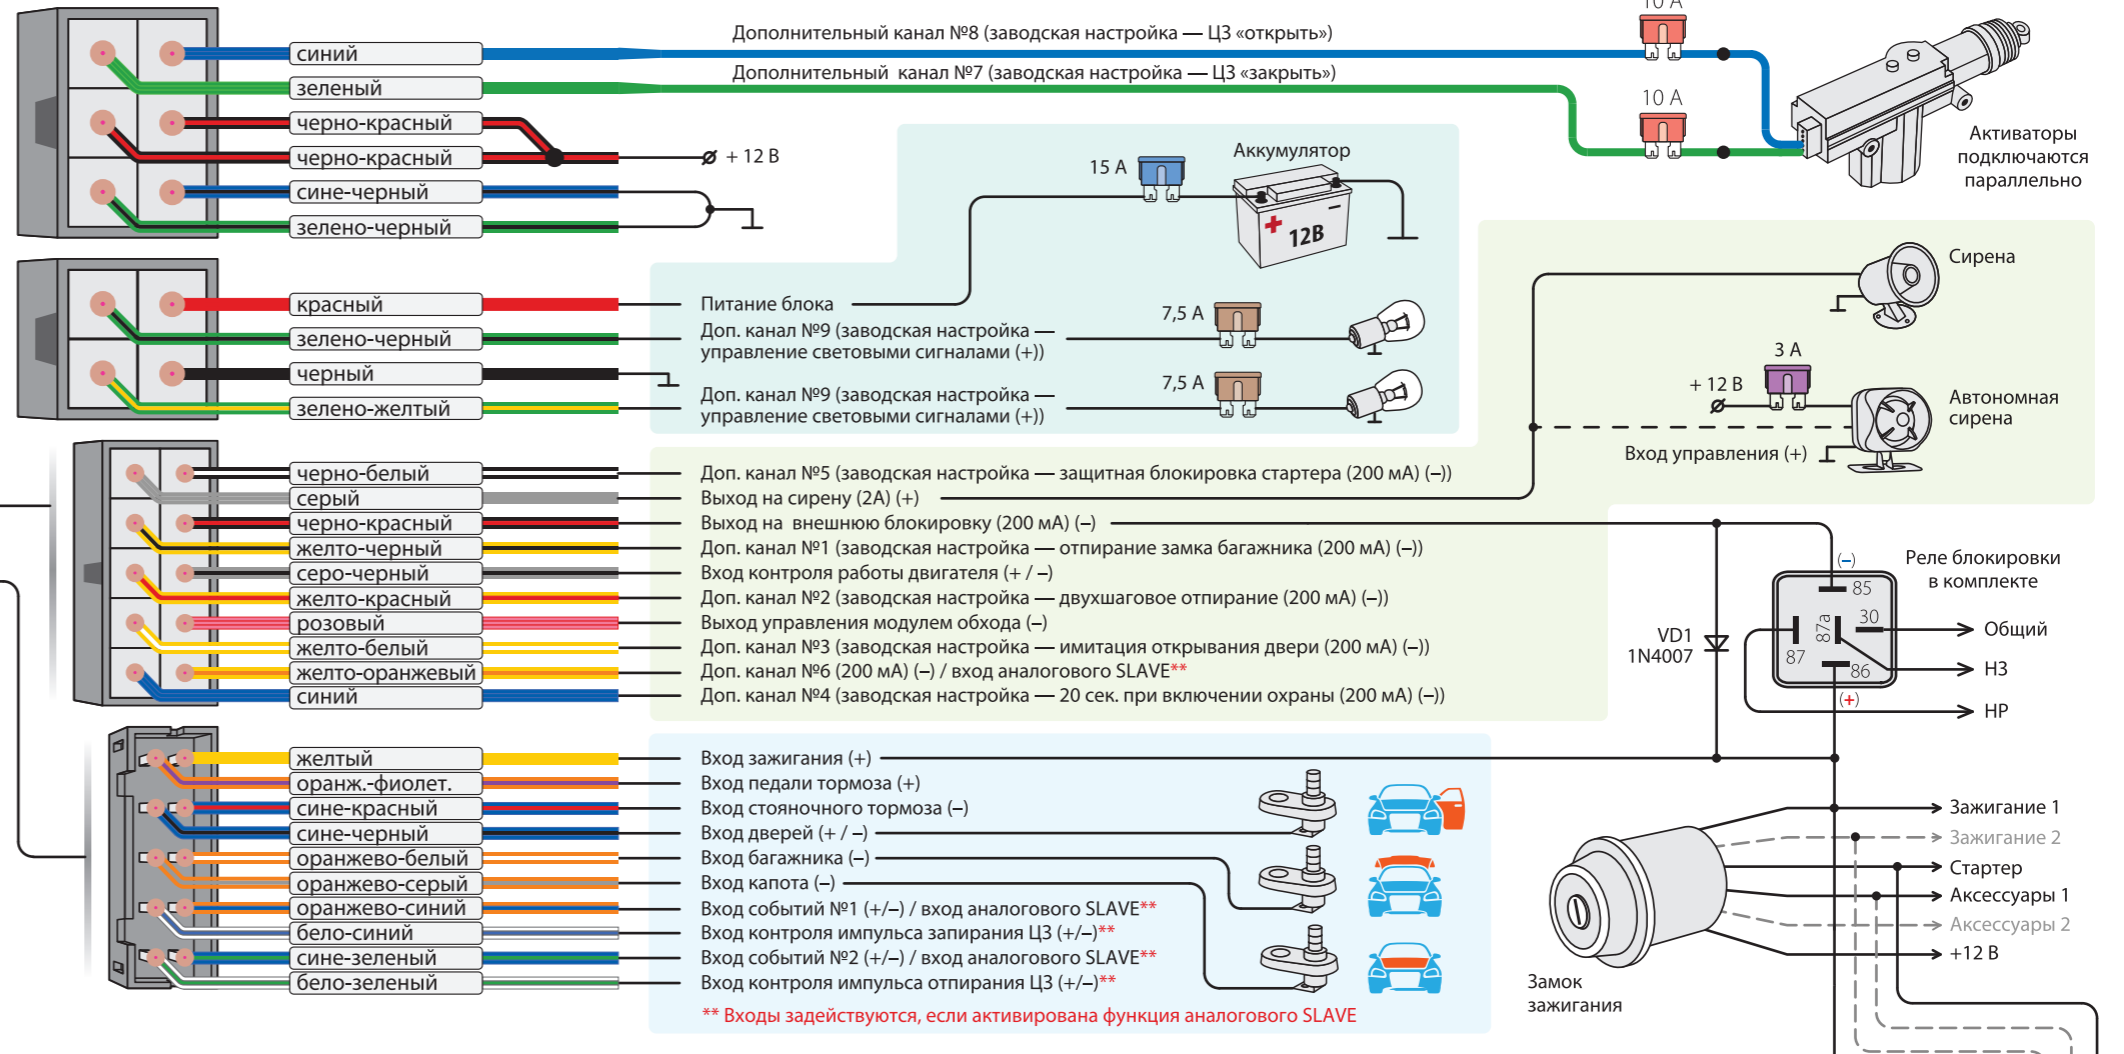 10 А
синий
Дополнительный канал №8 (заводская настройка — ЦЗ «открыть»)
зеленый
Дополнительный канал №7 (заводская настройка — ЦЗ «закрыть»)
10 А
черно-красный
черно-красный
+ 12 В
сине-черный
зелено-черный
Активаторы
подключаются
параллельно
15 А
Аккумулятор
12В
красный
Питание блока
зелено-черный
Доп. канал №9 (заводская настройка —
управление световыми сигналами (+))
7,5 А
черный
зелено-желтый
Доп. канал №9 (заводская настройка —
управление световыми сигналами (+))
7,5 А
Сирена
3 А
+ 12 В
Автономная
сирена
Вход управления (+)
черно-белый
Доп. канал №5 (заводская настройка — защитная блокировка стартера (200 мА) (–))
серый
Выход на сирену (2А) (+)
черно-красный
Выход на внешнюю блокировку (200 мА) (–)
желто-черный
Доп. канал №1 (заводская настройка — отпирание замка багажника (200 мА) (–))
серо-черный
Вход контроля работы двигателя (+ / –)
желто-красный
Доп. канал №2 (заводская настройка — двухшаговое отпирание (200 мА) (–))
розовый
Выход управления модулем обхода (–)
желто-белый
Доп. канал №3 (заводская настройка — имитация открывания двери (200 мА) (–))
желто-оранжевый
Доп. канал №6 (200 мА) (–) / вход аналогового SLAVE**
синий
Доп. канал №4 (заводская настройка — 20 сек. при включении охраны (200 мА) (–))
Реле блокировки
в комплекте
(–)
85
87a
30
87
86
(+)
VD1
1N4007
Общий
НЗ
НР
желтый
Вход зажигания (+)
оранж.-фиолет.
Вход педали тормоза (+)
сине-красный
Вход стояночного тормоза (–)
сине-черный
Вход дверей (+ / –)
оранжево-белый
Вход багажника (–)
оранжево-серый
Вход капота (–)
оранжево-синий
Вход событий №1 (+/–) / вход аналогового SLAVE**
бело-синий
Вход контроля импульса запирания ЦЗ (+/–)**
сине-зеленый
Вход событий №2 (+/–) / вход аналогового SLAVE**
бело-зеленый
Вход контроля импульса отпирания ЦЗ (+/–)**
** Входы задействуются, если активирована функция аналогового SLAVE
Зажигание 1
Зажигание 2
Стартер
Аксессуары 1
Аксессуары 2
+12 В
Замок
зажигания